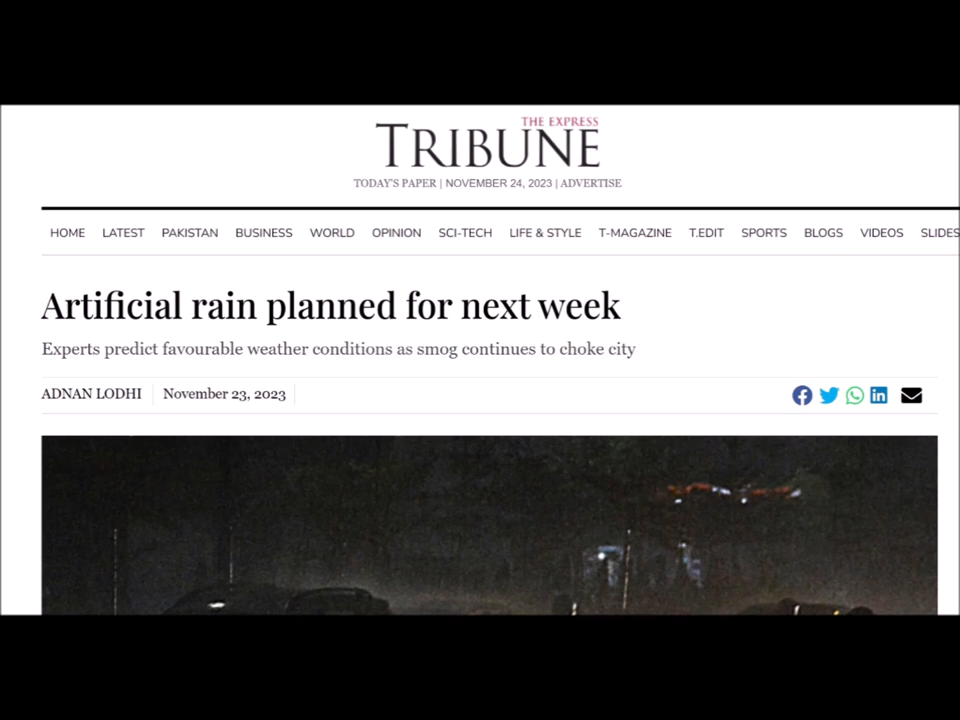 THE EXPRESS
TRIBUNE
TODAY'S PAPER | NOVEMBER 24, 2023 | ADVERTISE
HOME LATEST PAKISTAN BUSINESS WORLD OPINION SCI-TECH LIFE & STYLE T-MAGAZINE T.EDIT SPORTS BLOGS VIDEOS SLIDES
Artificial rain planned for next week
Experts predict favourable weather conditions as smog continues to choke city
ADNAN LODHI November 23, 2023